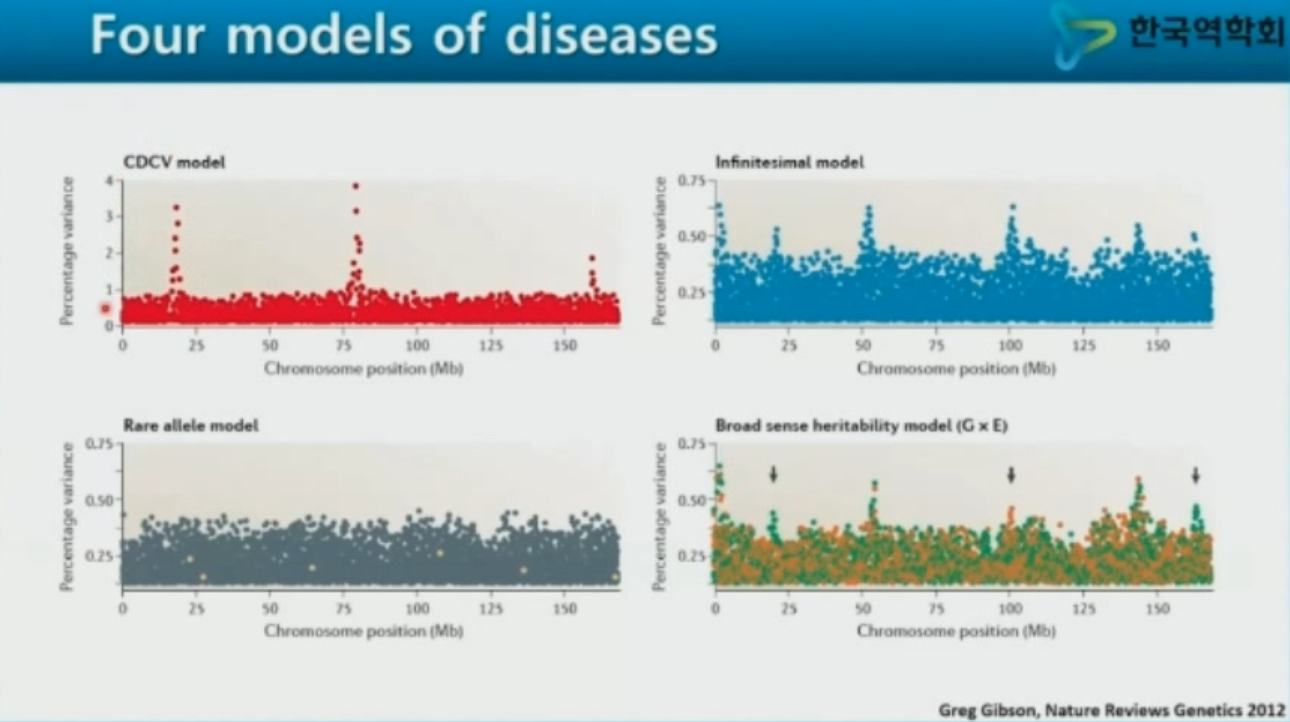 Four models of diseases
한국역학회
CDCV model
Percentage variance
4
3
2
1
0
0 25 50 75 100 125 150
Chromosome position (Mb)
Infinitesimal model
Percentage variance
0.75
0.50
0.25
0 25 50 75 100 125 150
Chromosome position (Mb)
Rare allele model
Percentage variance
0.75
0.50
0.25
0 25 50 75 100 125 150
Chromosome position (Mb)
Broad sense heritability model (G x E)
Percentage variance
0.75
0.50
0.25
0 25 50 75 100 125 150
Chromosome position (Mb)
Greg Gibson, Nature Reviews Genetics 2012